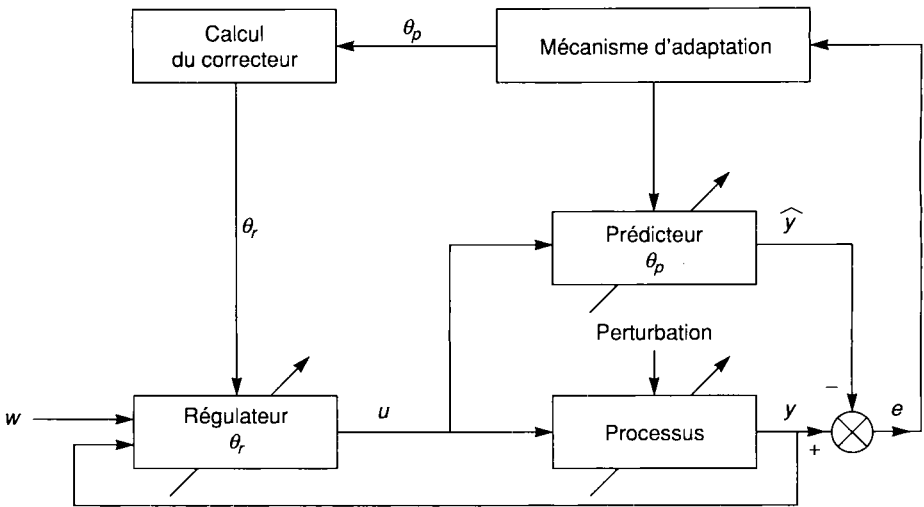 Calcul
du correcteur
θp
Mécanisme d'adaptation
θr
Prédicteur
θp
ŷ
Perturbation
w
Régulateur
θr
u
Processus
y
−
+
e